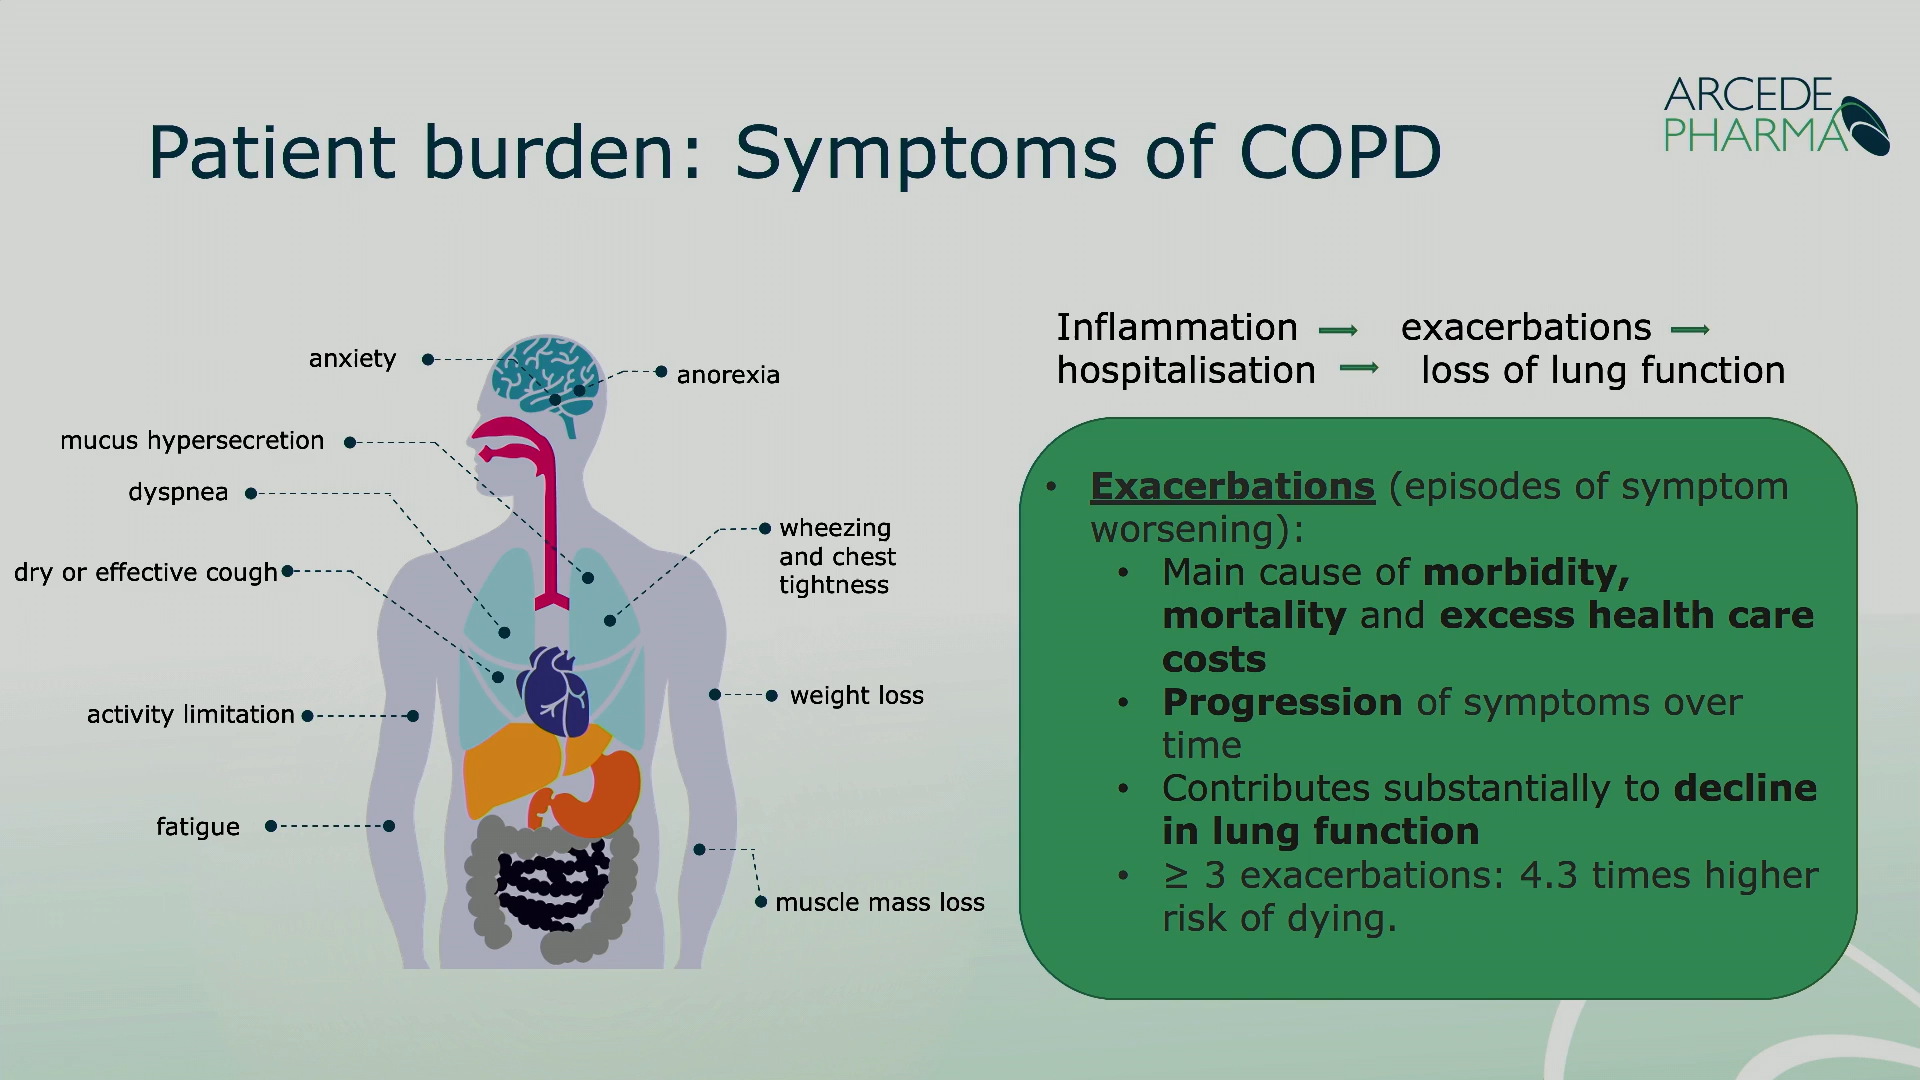 ARCEDE
PHARMA
Patient burden: Symptoms of COPD
anxiety
anorexia
mucus hypersecretion
dyspnea
wheezing
and chest
tightness
dry or effective cough
weight loss
activity limitation
fatigue
muscle mass loss
Inflammation → exacerbations →
hospitalisation → loss of lung function
• Exacerbations (episodes of symptom
worsening):
• Main cause of morbidity,
mortality and excess health care
costs
• Progression of symptoms over
time
• Contributes substantially to decline
in lung function
• ≥ 3 exacerbations: 4.3 times higher
risk of dying.